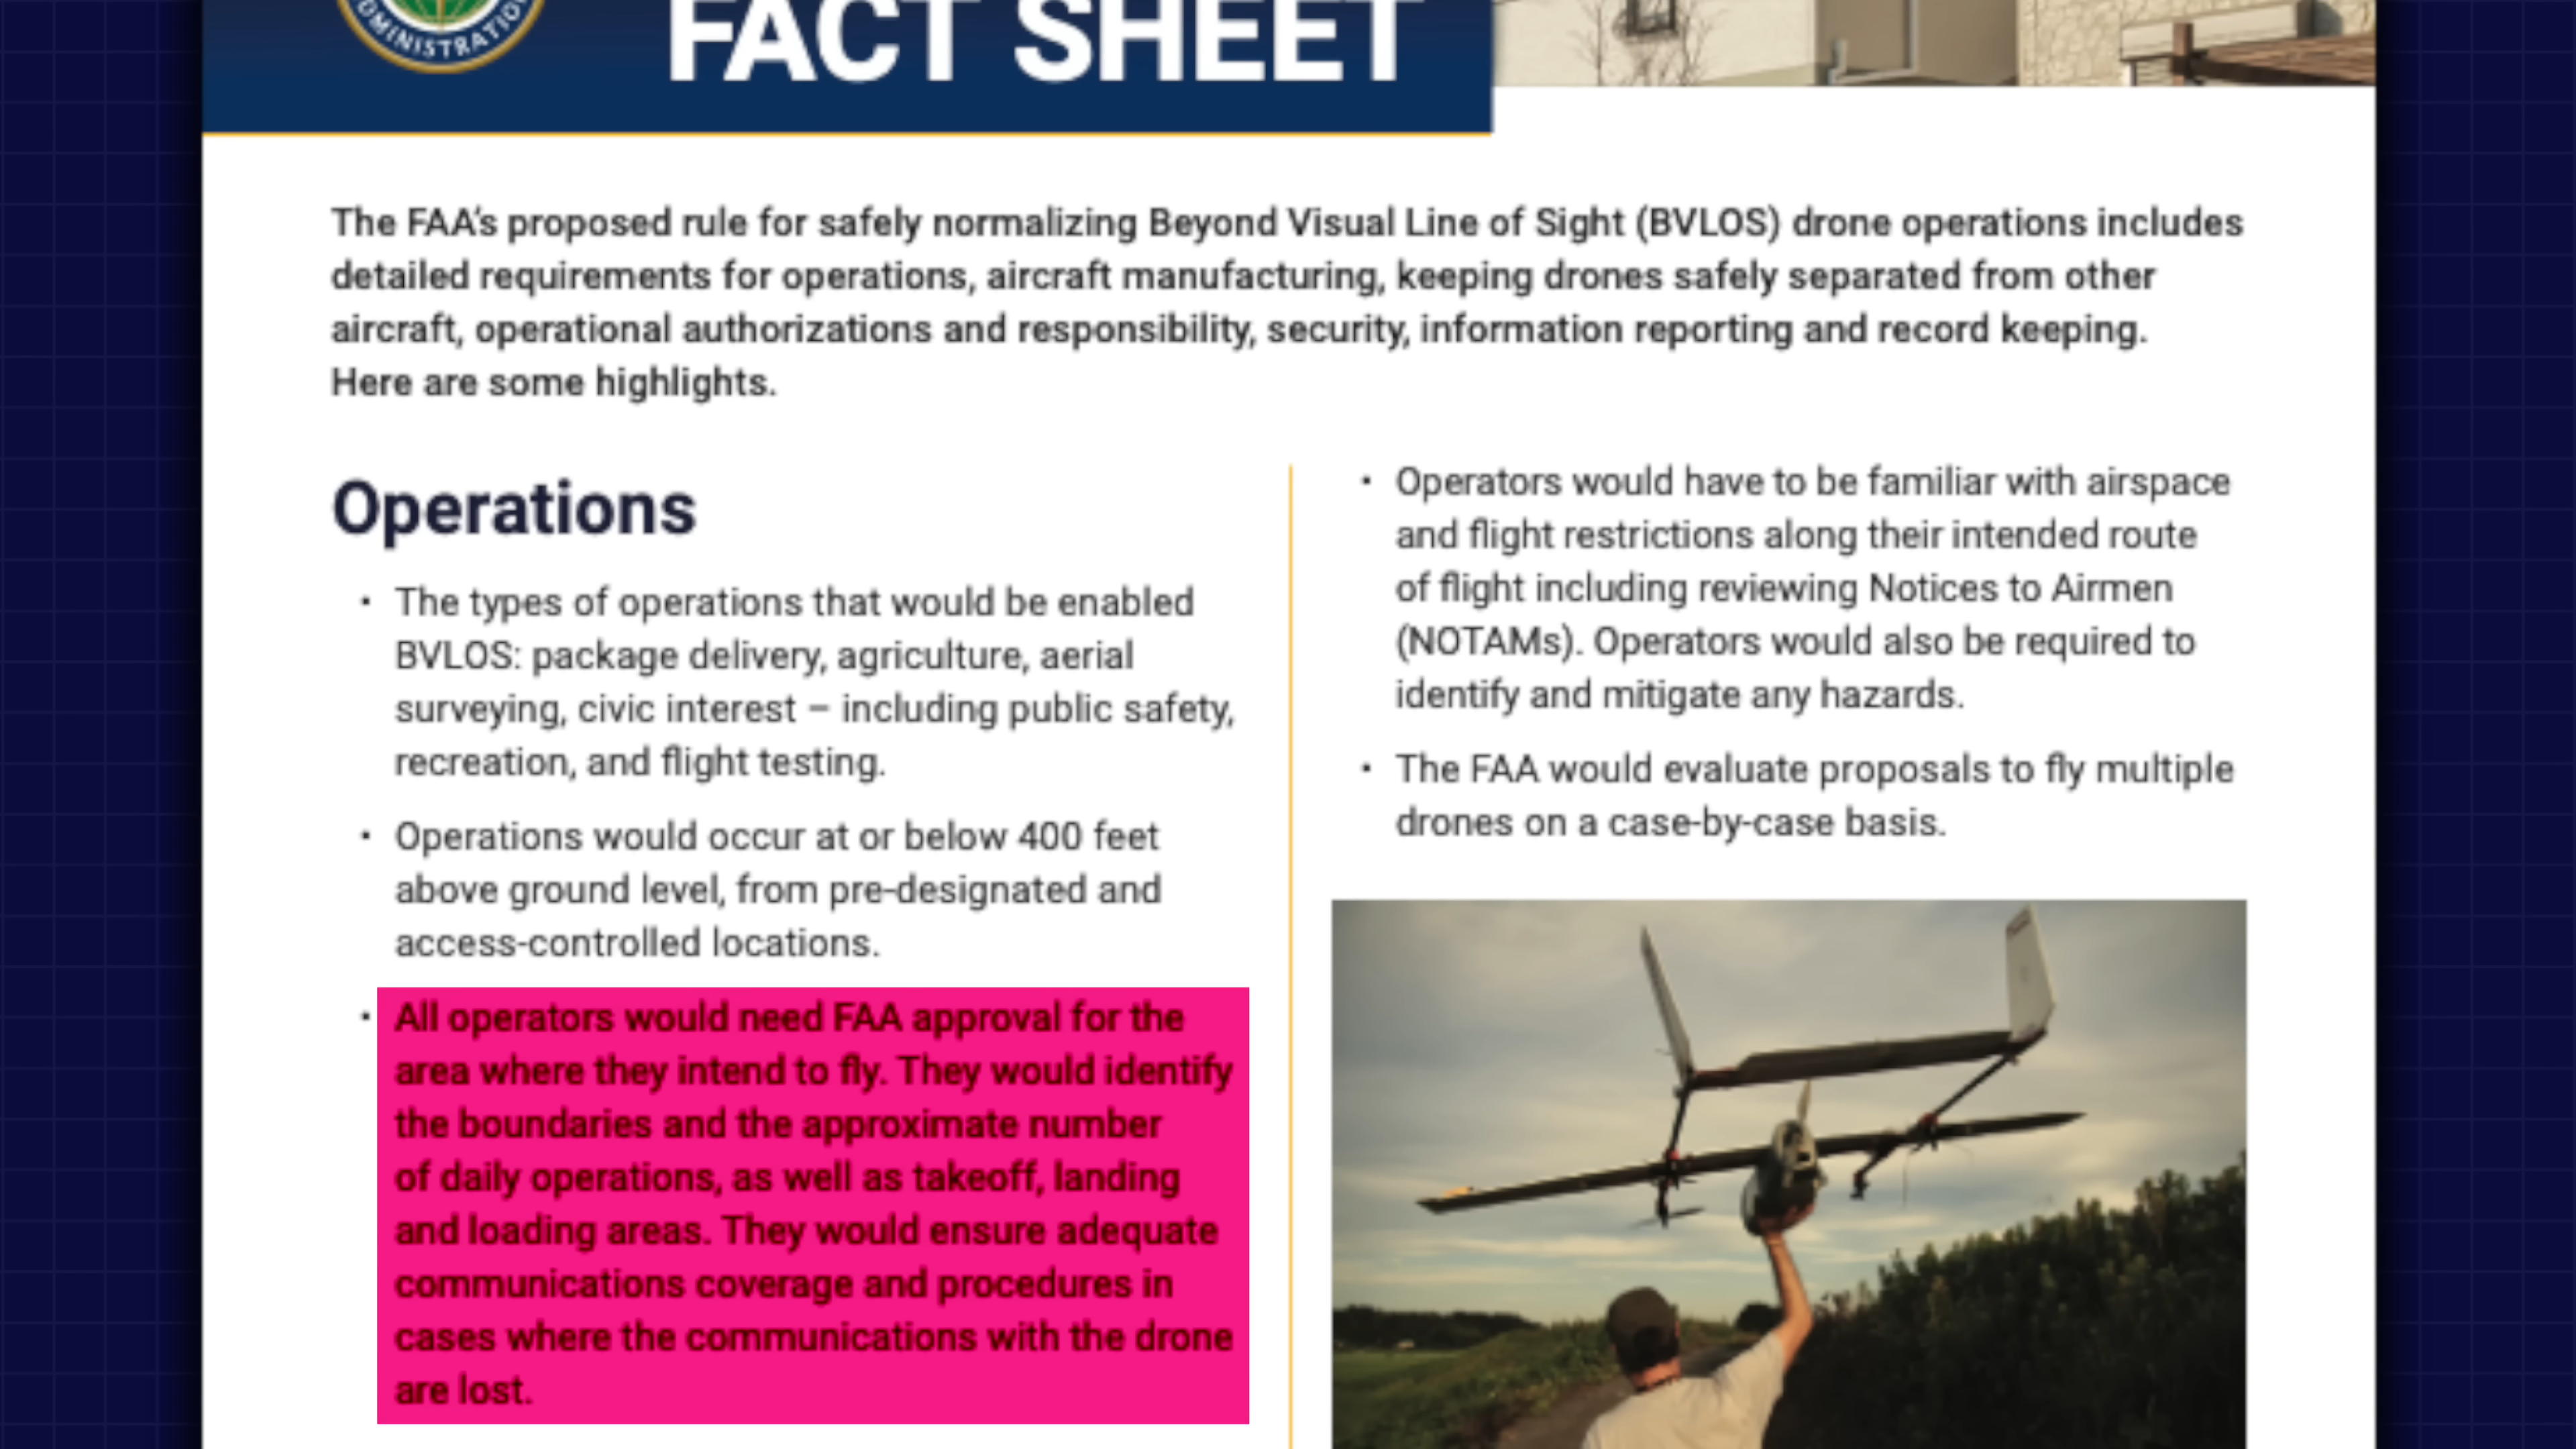 MINISTRATIO
FACT SHEET
The FAA's proposed rule for safely normalizing Beyond Visual Line of Sight (BVLOS) drone operations includes
detailed requirements for operations, aircraft manufacturing, keeping drones safely separated from other
aircraft, operational authorizations and responsibility, security, information reporting and record keeping.
Here are some highlights.
Operations
· The types of operations that would be enabled
BVLOS: package delivery, agriculture, aerial
surveying, civic interest – including public safety,
recreation, and flight testing.
· Operations would occur at or below 400 feet
above ground level, from pre-designated and
access-controlled locations.
· All operators would need FAA approval for the
area where they intend to fly. They would identify
the boundaries and the approximate number
of daily operations, as well as takeoff, landing
and loading areas. They would ensure adequate
communications coverage and procedures in
cases where the communications with the drone
are lost.
· Operators would have to be familiar with airspace
and flight restrictions along their intended route
of flight including reviewing Notices to Airmen
(NOTAMs). Operators would also be required to
identify and mitigate any hazards.
· The FAA would evaluate proposals to fly multiple
drones on a case-by-case basis.